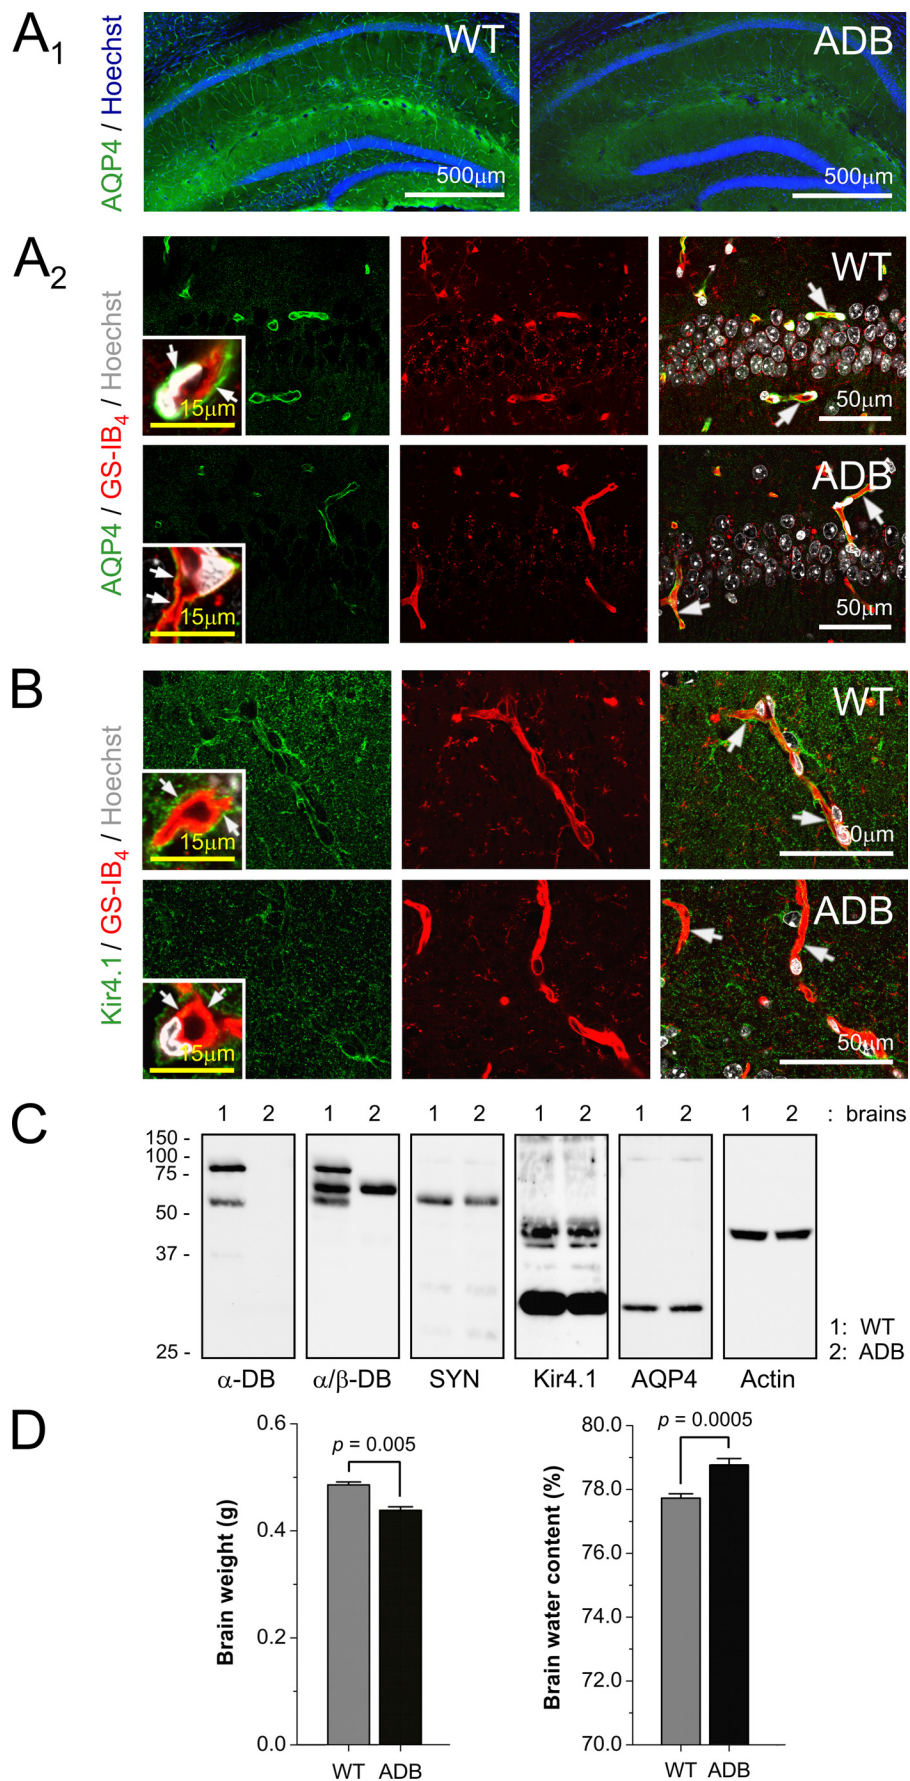 A1
AQP4 / Hoechst
WT
500μm
ADB
500μm
A2
AQP4 / GS-IB4 / Hoechst
15μm
WT
50μm
15μm
ADB
50μm
B
Kir4.1 / GS-IB4 / Hoechst
15μm
WT
50μm
15μm
ADB
50μm
C
1 2 1 2 1 2 1 2 1 2 1 2 : brains
150 -
100 -
75 -
50 -
37 -
25 -
1: WT
2: ADB
α-DB α/β-DB SYN Kir4.1 AQP4 Actin
D
Brain weight (g)
0.6
0.4
0.2
0.0
p = 0.005
WT ADB
Brain water content (%)
80.0
78.0
76.0
74.0
72.0
70.0
p = 0.0005
WT ADB